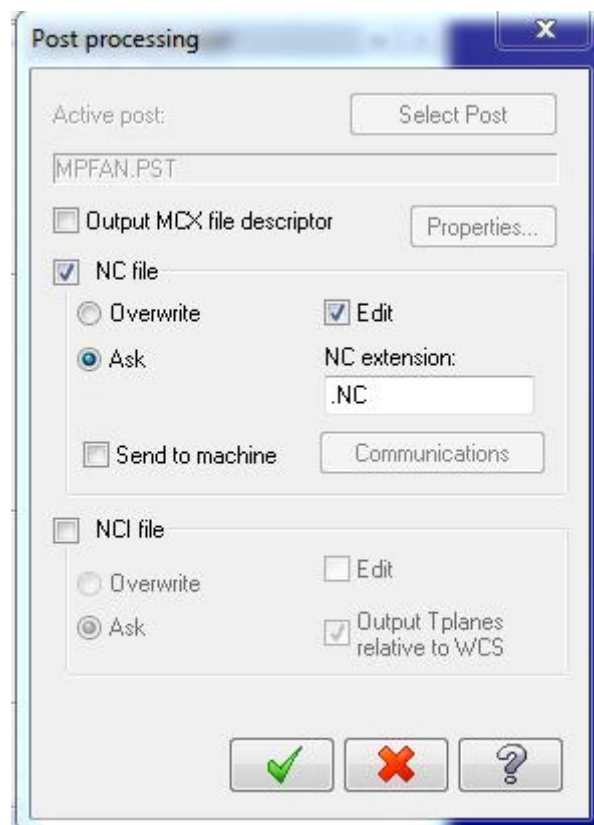 Post processing
Active post:
Select Post
MPFAN.PST
Output MCX file descriptor
Properties...
NC file
Overwrite
Edit
Ask
NC extension:
.NC
Send to machine
Communications
NCI file
Overwrite
Edit
Ask
Output Tplanes
relative to WCS